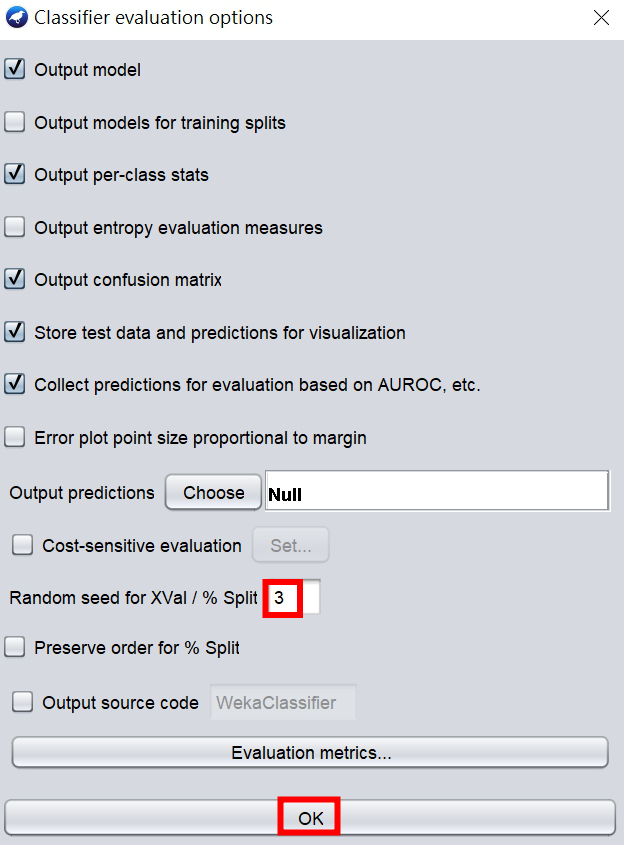 Classifier evaluation options
Output model
Output models for training splits
Output per-class stats
Output entropy evaluation measures
Output confusion matrix
Store test data and predictions for visualization
Collect predictions for evaluation based on AUROC, etc.
Error plot point size proportional to margin
Output predictions Choose Null
Cost-sensitive evaluation Set...
Random seed for XVal / % Split 3
Preserve order for % Split
Output source code WekaClassifier
Evaluation metrics...
OK